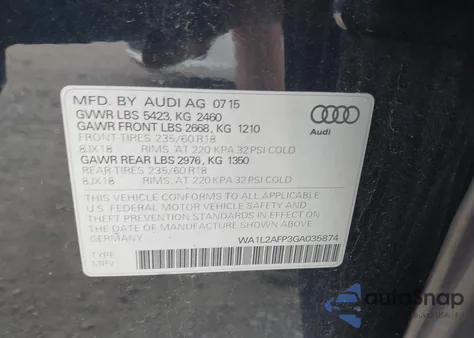 MFD. BY AUDI AG 07 15
GVWR LBS 5423, KG 2460
GAWR FRONT LBS 2668, KG 1210
FRONT-TIRES 235/60 R18
8JX18 RIMS, AT 220 KPA 32 PSI COLD
GAWR REAR LBS 2976, KG 1350
REAR-TIRES 235/60 R18
8JX18 RIMS, AT 220 KPA 32 PSI COLD
Audi
THIS VEHICLE CONFORMS TO ALL APPLICABLE
U.S. FEDERAL MOTOR VEHICLE SAFETY AND
THEFT PREVENTION STANDARDS IN EFFECT ON
THE DATE OF MANUFACTURE SHOWN ABOVE.
GERMANY WA1L2AFP3GA035874
TYPE
MPV
autoSnap